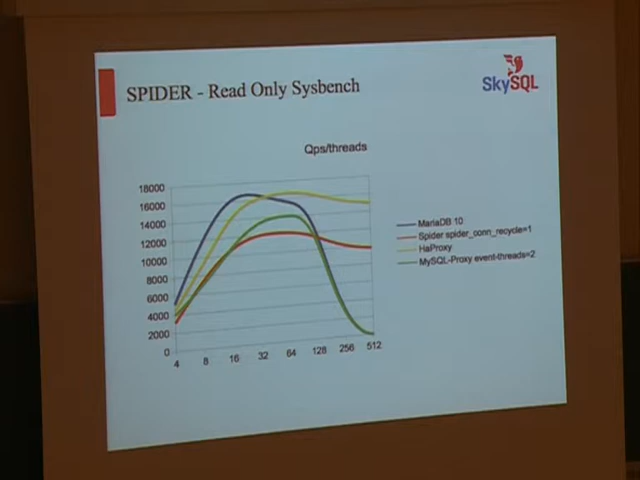 SPIDER - Read Only Sysbench
SkySQL
Qps/threads
18000
16000
14000
12000
10000
8000
6000
4000
2000
0
4 8 16 32 64 128 256 512
MariaDB 10
Spider spider_conn_recycle=1
HaProxy
MySQL-Proxy event-threads=2